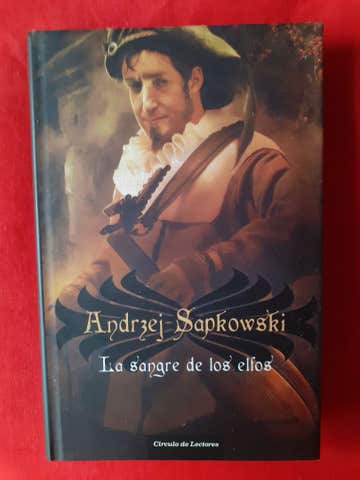 Andrzej Sapkowski
La sangre de los elfos
Círculo de Lectores